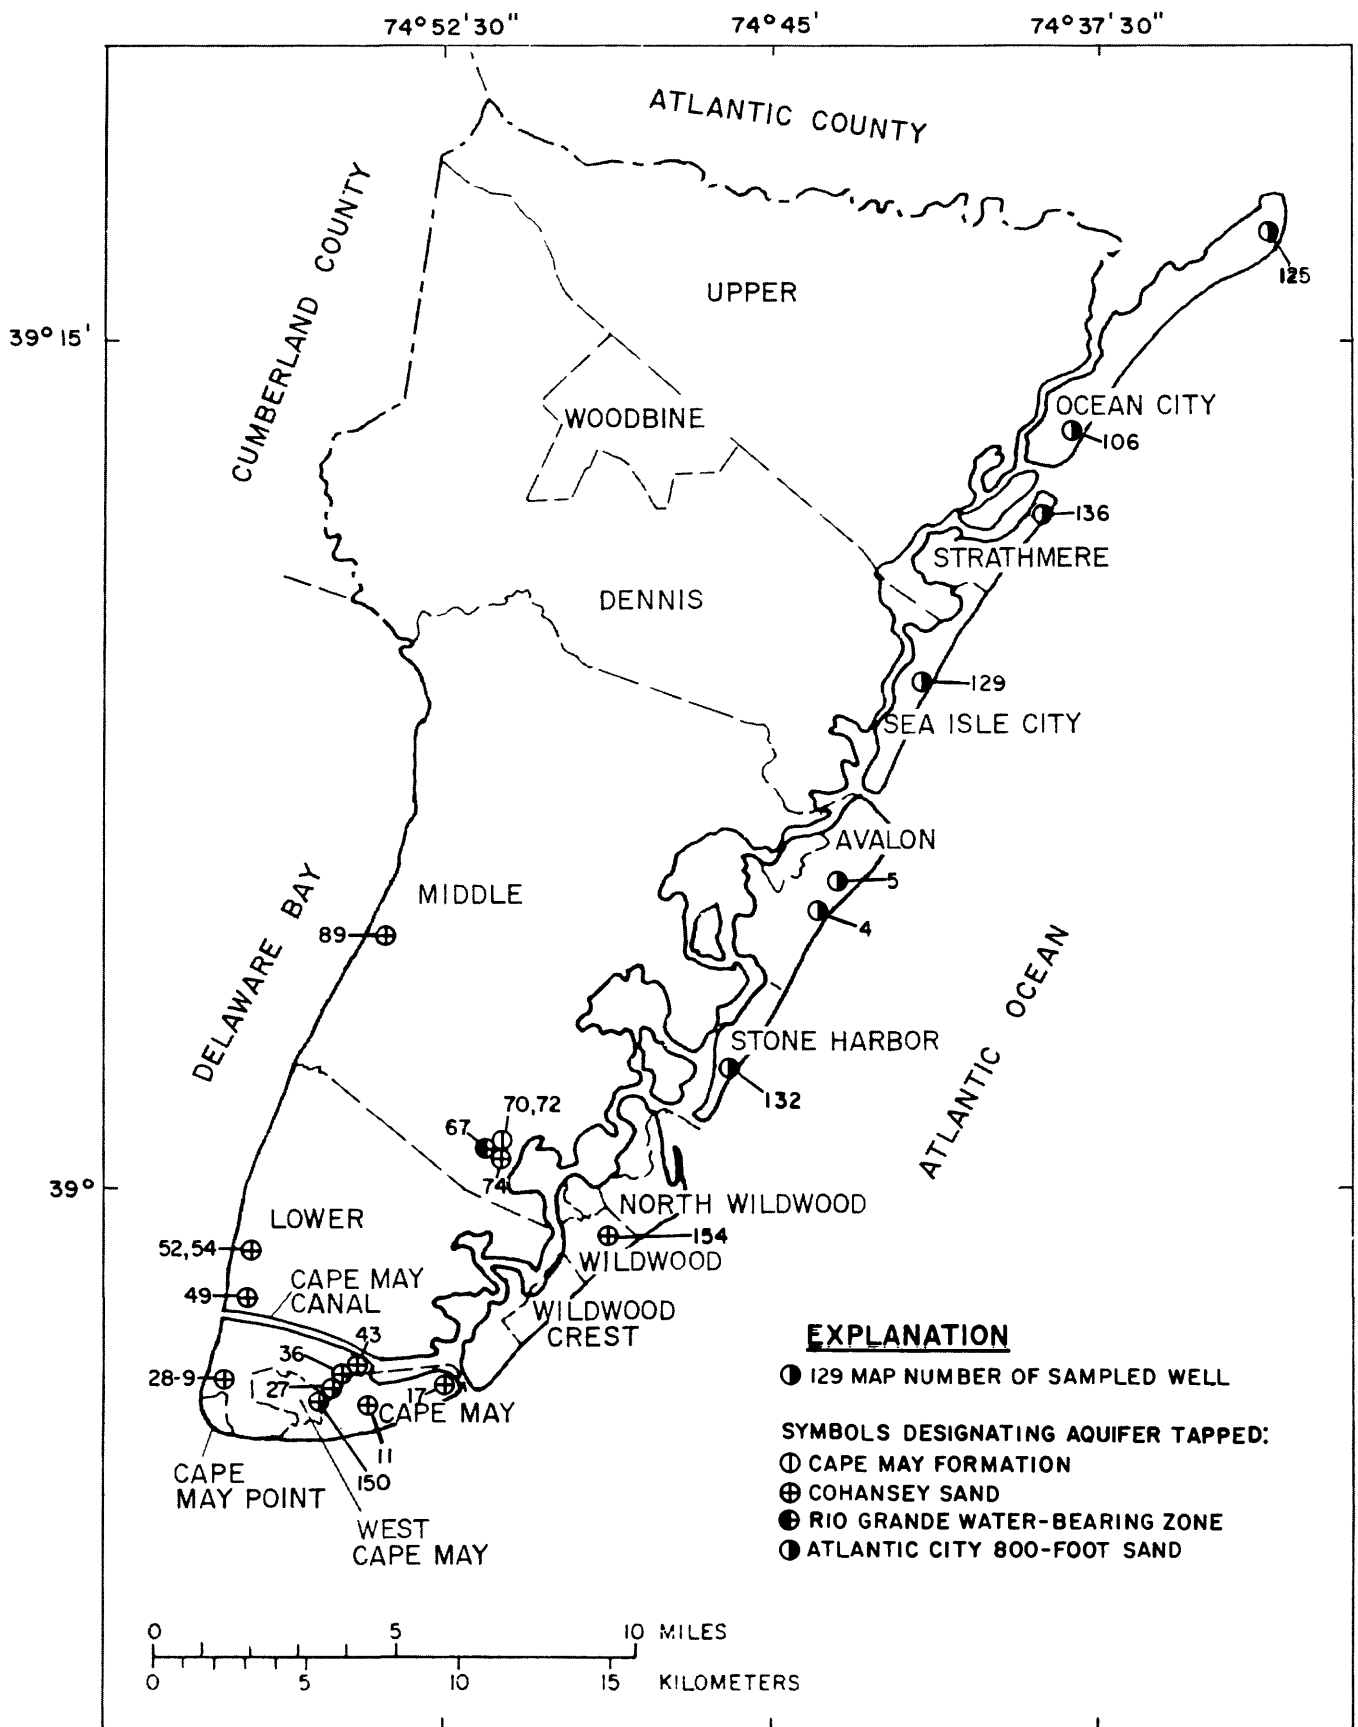 74°52'30"
74°45'
74°37'30"
ATLANTIC COUNTY
CUMBERLAND COUNTY
UPPER
125
39°15'
WOODBINE
OCEAN CITY
106
136
STRATHMERE
DENNIS
129
SEA ISLE CITY
AVALON
5
4
MIDDLE
89
DELAWARE BAY
ATLANTIC OCEAN
STONE HARBOR
132
70,72
67
74
39°
NORTH WILDWOOD
154
LOWER
52,54
WILDWOOD
49
CAPE MAY
CANAL
WILDWOOD
CREST
43
36
28-9
27
17
CAPE MAY
11
150
CAPE
MAY POINT
WEST
CAPE MAY
EXPLANATION
129 MAP NUMBER OF SAMPLED WELL
SYMBOLS DESIGNATING AQUIFER TAPPED:
CAPE MAY FORMATION
COHANSEY SAND
RIO GRANDE WATER-BEARING ZONE
ATLANTIC CITY 800-FOOT SAND
0 5 10 MILES
0 5 10 15 KILOMETERS